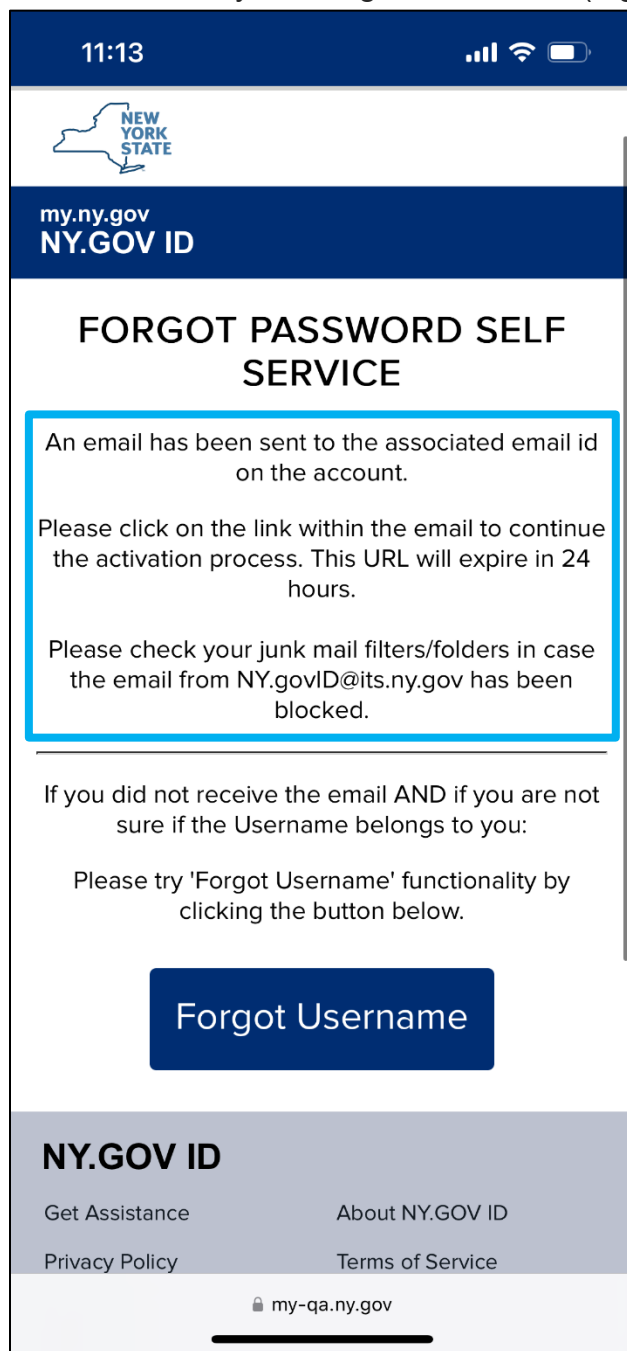 11:13
NEW
YORK
STATE
my.ny.gov
NY.GOV ID
FORGOT PASSWORD SELF
SERVICE
An email has been sent to the associated email id
on the account.
Please click on the link within the email to continue
the activation process. This URL will expire in 24
hours.
Please check your junk mail filters/folders in case
the email from NY.govID@its.ny.gov has been
blocked.
If you did not receive the email AND if you are not
sure if the Username belongs to you:
Please try 'Forgot Username' functionality by
clicking the button below.
Forgot Username
NY.GOV ID
Get Assistance About NY.GOV ID
Privacy Policy Terms of Service
my-qa.ny.gov